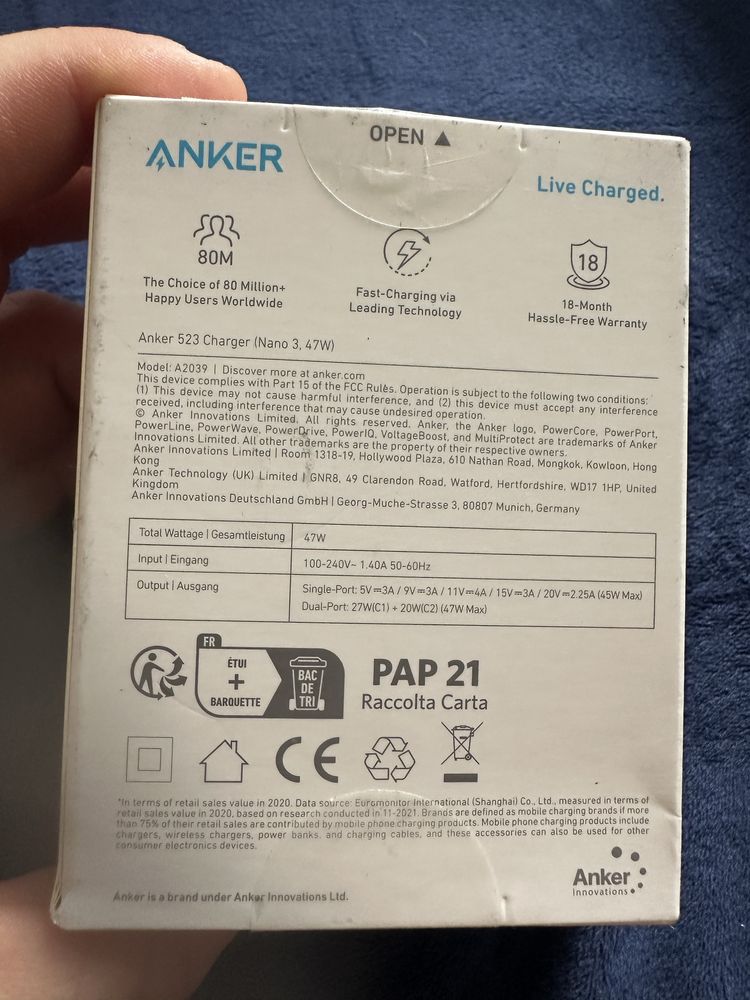 OPEN ▲
ANKER
Live Charged.
80M
The Choice of 80 Million+
Happy Users Worldwide
Fast-Charging via
Leading Technology
18
18-Month
Hassle-Free Warranty
Anker 523 Charger (Nano 3, 47W)
Model: A2039 | Discover more at anker.com
This device complies with Part 15 of the FCC Rules. Operation is subject to the following two conditions:
(1) This device may not cause harmful interference, and (2) this device must accept any interference
received, including interference that may cause undesired operation.
© Anker Innovations Limited. All rights reserved. Anker, the Anker logo, PowerCore, PowerPort,
PowerLine, PowerWave, PowerDrive, PowerIQ, VoltageBoost, and MultiProtect are trademarks of Anker
Innovations Limited. All other trademarks are the property of their respective owners.
Anker Innovations Limited | Room 1318-19, Hollywood Plaza, 610 Nathan Road, Mongkok, Kowloon, Hong
Kong
Anker Technology (UK) Limited | GNR8, 49 Clarendon Road, Watford, Hertfordshire, WD17 1HP, United
Kingdom
Anker Innovations Deutschland GmbH | Georg-Muche-Strasse 3, 80807 Munich, Germany
Total Wattage | Gesamtleistung 47W
Input | Eingang 100-240V~ 1.40A 50-60Hz
Output | Ausgang Single-Port: 5V⎓3A / 9V⎓3A / 11V⎓4A / 15V⎓3A / 20V⎓2.25A (45W Max)
Dual-Port: 27W(C1) + 20W(C2) (47W Max)
FR
ÉTUI
+
BARQUETTE
BAC
DE
TRI
PAP 21
Raccolta Carta
CE
*In terms of retail sales value in 2020. Data source: Euromonitor International (Shanghai) Co., Ltd., measured in terms of
retail sales value in 2020, based on research conducted in 11-2021. Brands are defined as mobile charging brands if more
than 75% of their retail sales are contributed by mobile phone charging products. Mobile phone charging products include
chargers, wireless chargers, power banks, and charging cables, and these accessories can also be used for other
consumer electronics devices.
Anker
Innovations
Anker is a brand under Anker Innovations Ltd.